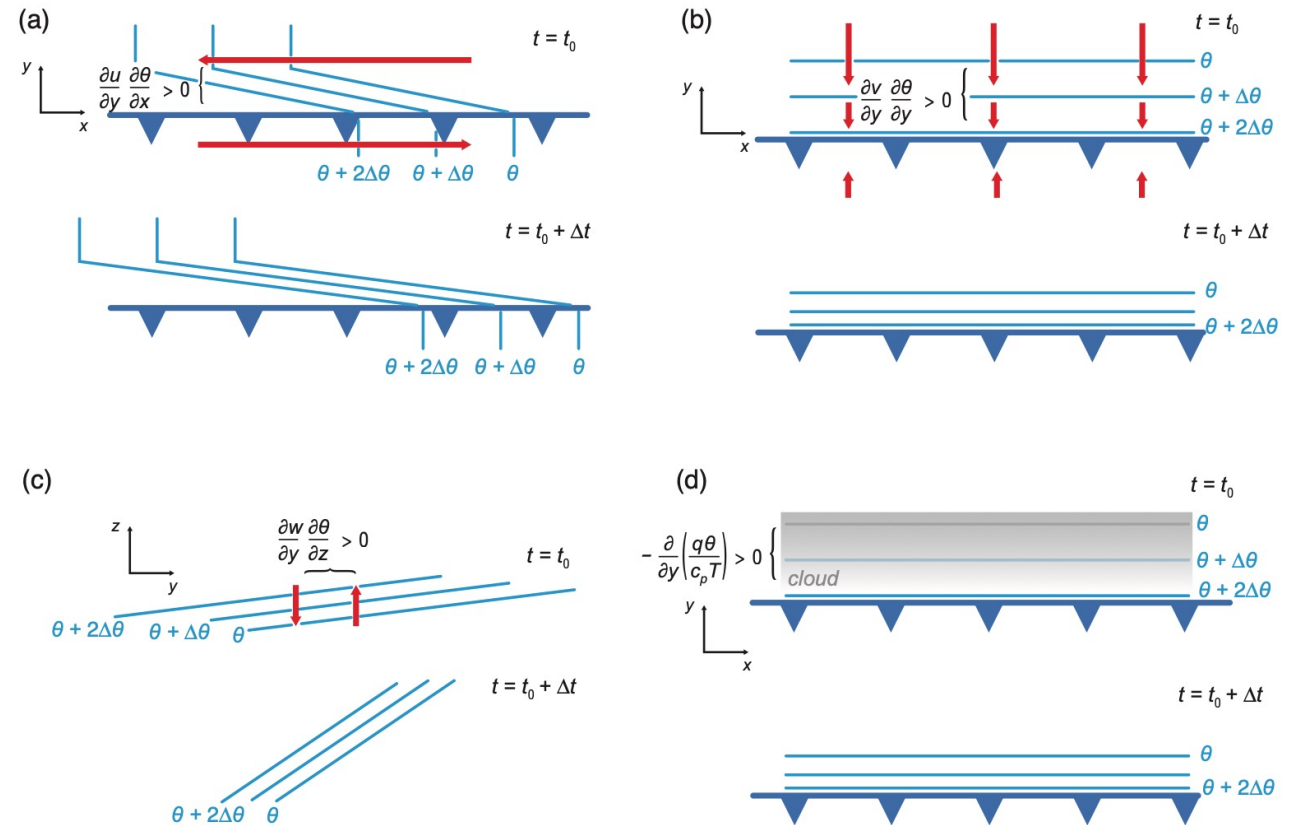 (a)
t = t₀
y
x
∂u/∂y ∂θ/∂x > 0
θ + 2Δθ θ + Δθ θ
t = t₀ + Δt
θ + 2Δθ θ + Δθ θ
(b)
t = t₀
θ
y
x
∂v/∂y ∂θ/∂y > 0
θ + Δθ
θ + 2Δθ
t = t₀ + Δt
θ
θ + 2Δθ
(c)
z
y
∂w/∂y ∂θ/∂z > 0
t = t₀
θ + 2Δθ θ + Δθ θ
t = t₀ + Δt
θ + 2Δθ θ
(d)
t = t₀
θ
− ∂/∂y (qθ/cₚT) > 0
θ + Δθ
cloud
θ + 2Δθ
y
x
t = t₀ + Δt
θ
θ + 2Δθ